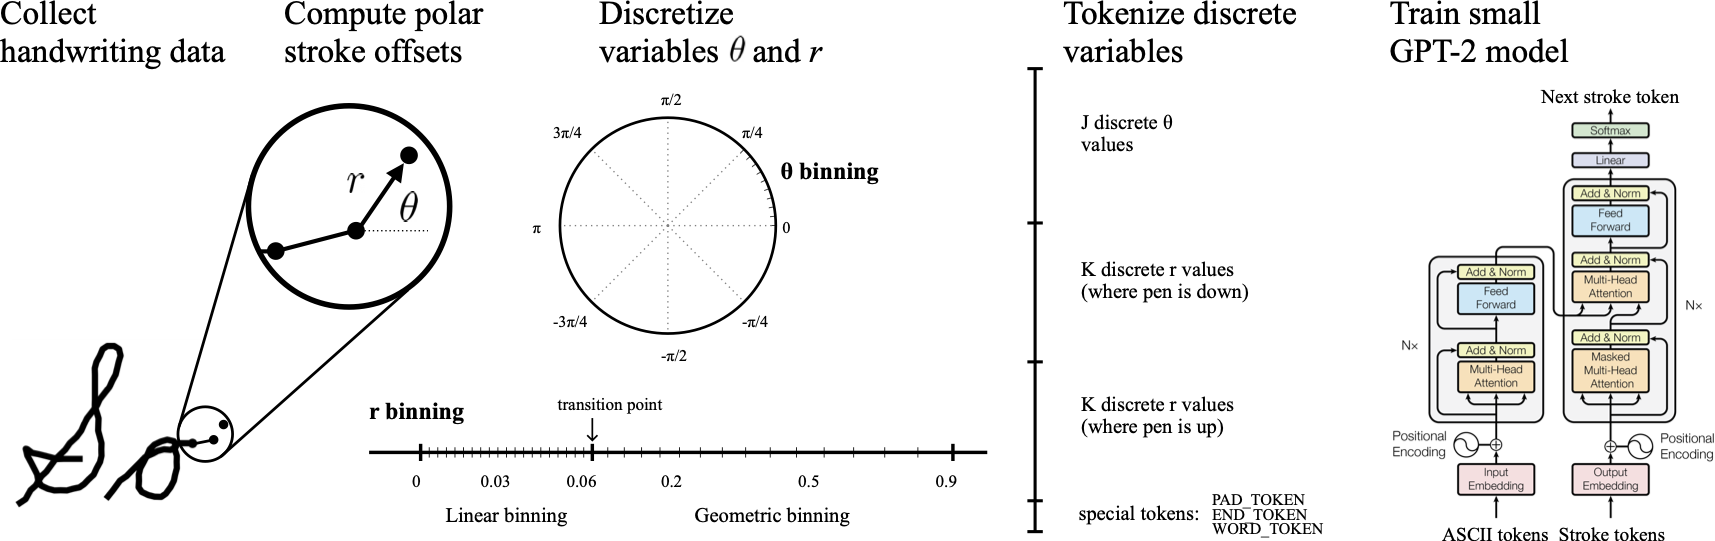 Collect
handwriting data
Compute polar
stroke offsets
r
θ
Discretize
variables θ and r
π/2
3π/4
π/4
θ binning
π
0
-3π/4
-π/4
-π/2
r binning
transition point
0
0.03
0.06
0.2
0.5
0.9
Linear binning
Geometric binning
Tokenize discrete
variables
J discrete θ
values
K discrete r values
(where pen is down)
K discrete r values
(where pen is up)
special tokens:
PAD_TOKEN
END_TOKEN
WORD_TOKEN
Train small
GPT-2 model
Next stroke token
Softmax
Linear
Add & Norm
Feed
Forward
Add & Norm
Multi-Head
Attention
Add & Norm
Masked
Multi-Head
Attention
N×
Positional
Encoding
Output
Embedding
Stroke tokens
Add & Norm
Feed
Forward
Add & Norm
Multi-Head
Attention
N×
Positional
Encoding
Input
Embedding
ASCII tokens
So